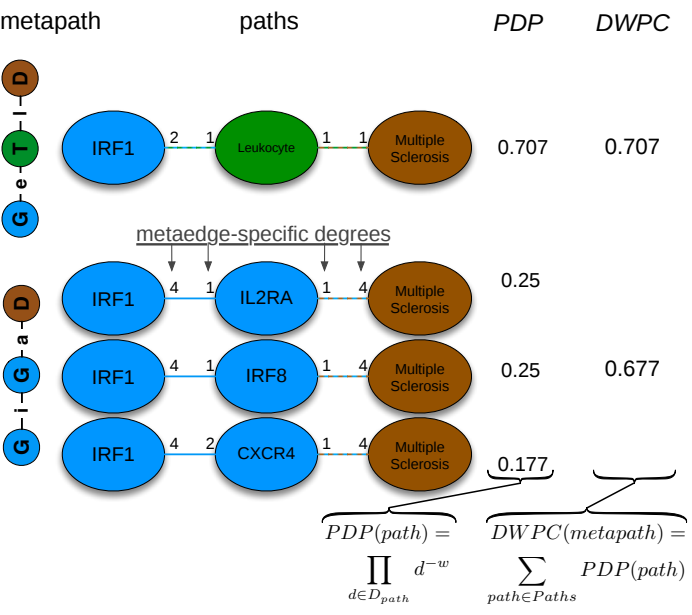 metapath paths PDP DWPC
D
l
T
e
G
IRF1 2 1 Leukocyte 1 1 Multiple Sclerosis 0.707 0.707
metaedge-specific degrees
D
a
G
i
G
IRF1 4 1 IL2RA 1 4 Multiple Sclerosis 0.25
IRF1 4 1 IRF8 1 4 Multiple Sclerosis 0.25 0.677
IRF1 4 2 CXCR4 1 4 Multiple Sclerosis 0.177
PDP(path) = DWPC(metapath) =
∏ d^{-w} ∑ PDP(path)
d∈D_{path} path∈Paths